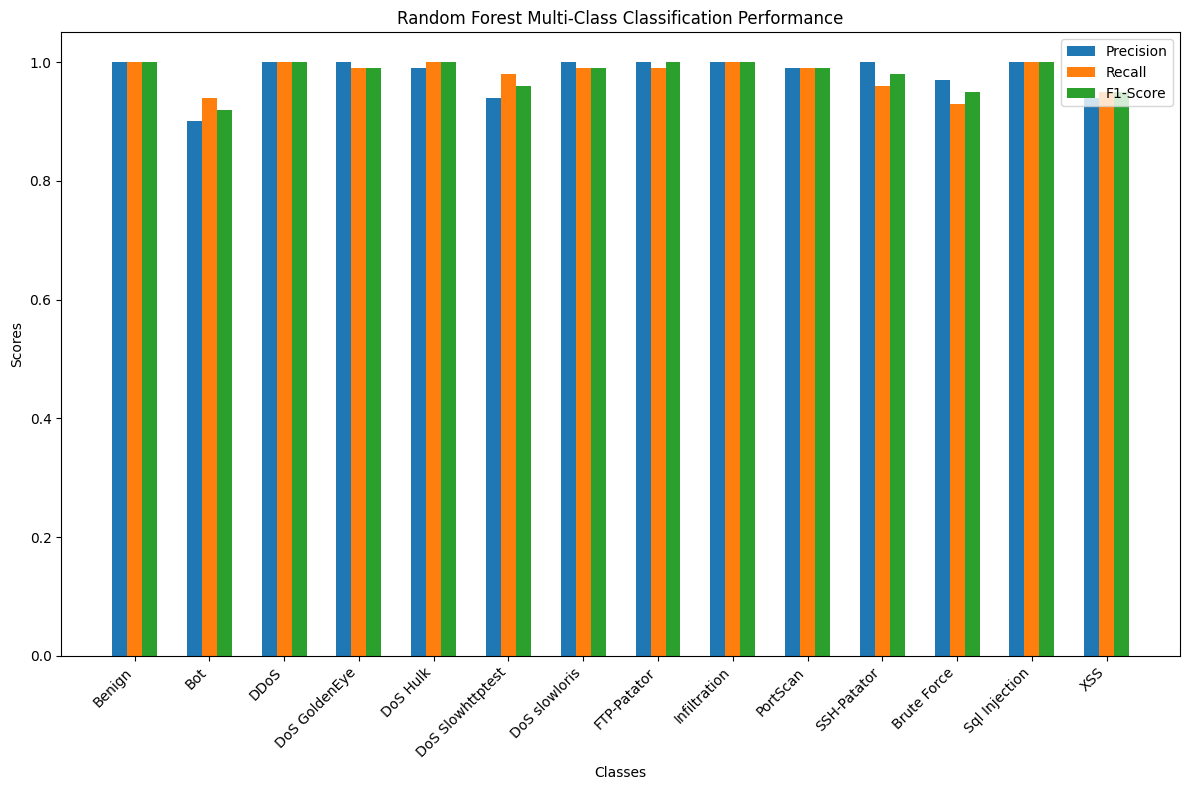 Random Forest Multi-Class Classification Performance
Precision
Recall
F1-Score
1.0
0.8
0.6
0.4
0.2
0.0
Scores
Benign
Bot
DDoS
DoS GoldenEye
DoS Hulk
DoS Slowhttptest
DoS slowloris
FTP-Patator
Infiltration
PortScan
SSH-Patator
Brute Force
Sql Injection
XSS
Classes